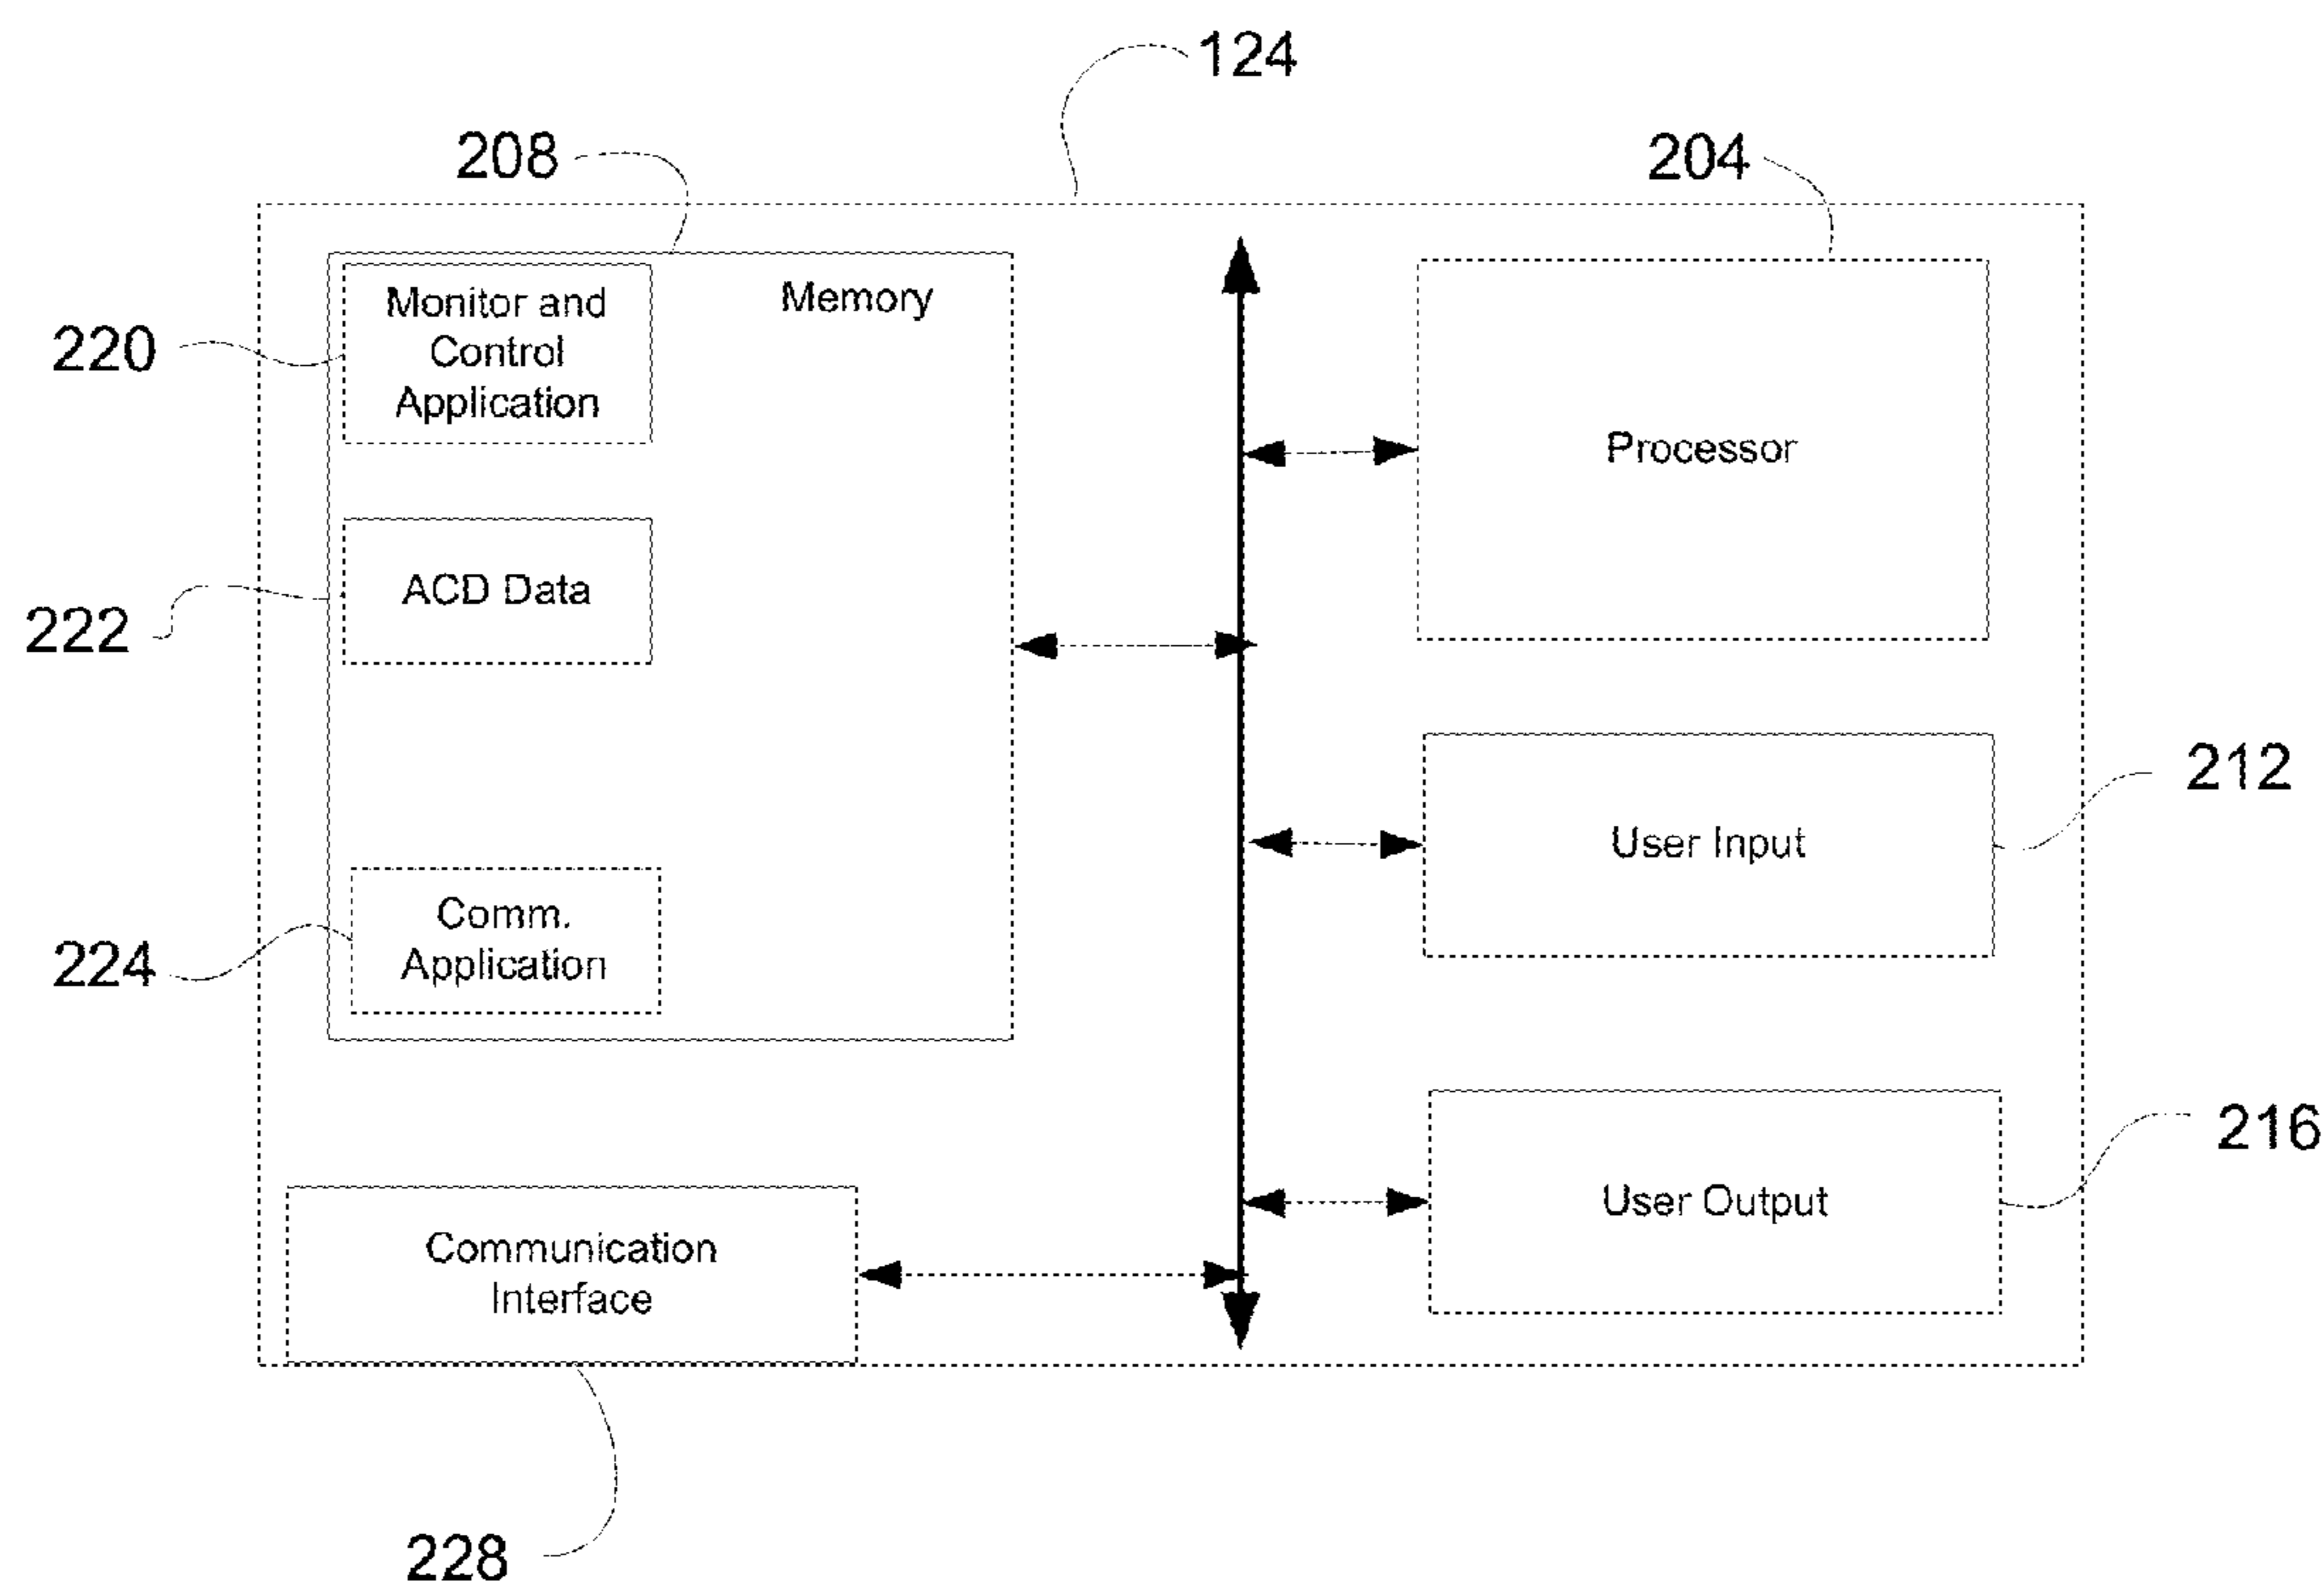 124
208
204
Monitor and
Control
Application
Memory
220
Processor
ACD Data
222
212
User Input
Comm.
Application
224
216
User Output
Communication
Interface
228